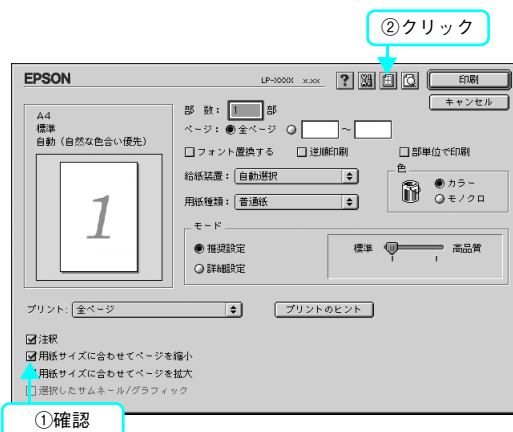 ②クリック
EPSON
LP-XXXX x.xx
?
印刷
キャンセル
A4
標準
自動（自然な色合い優先）
1
部 数： 1 部
ページ： 全ページ ～
フォント置換する 逆順印刷 部単位で印刷
給紙装置： 自動選択
用紙種類： 普通紙
色
カラー
モノクロ
モード
推奨設定
詳細設定
標準 高品質
プリント： 全ページ
プリントのヒント
注釈
用紙サイズに合わせてページを縮小
用紙サイズに合わせてページを拡大
選択したサムネール/グラフィック
①確認